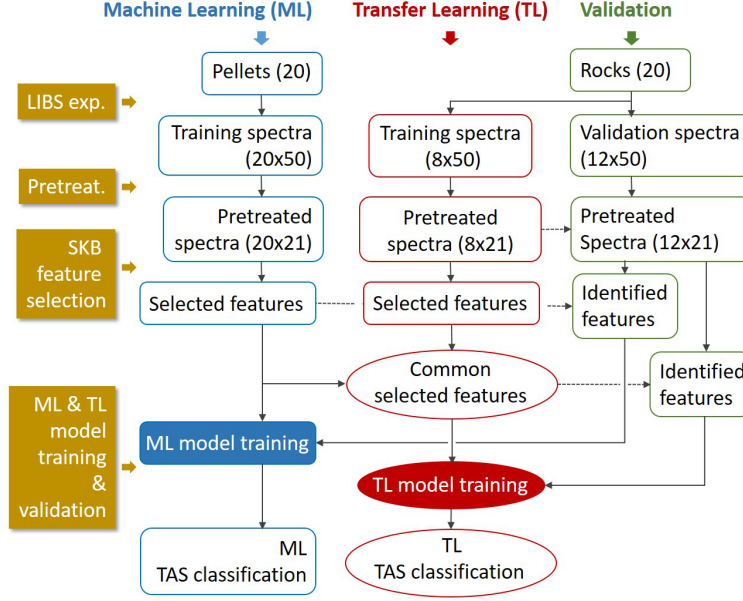 Machine Learning (ML)
Transfer Learning (TL)
Validation
Pellets (20)
Rocks (20)
LIBS exp.
Training spectra
(20x50)
Training spectra
(8x50)
Validation spectra
(12x50)
Pretreat.
Pretreated
spectra (20x21)
Pretreated
spectra (8x21)
Pretreated
Spectra (12x21)
SKB
feature
selection
Selected features
Selected features
Identified
features
Common
selected features
Identified
features
ML & TL
model
training
&
validation
ML model training
TL model training
ML
TAS classification
TL
TAS classification